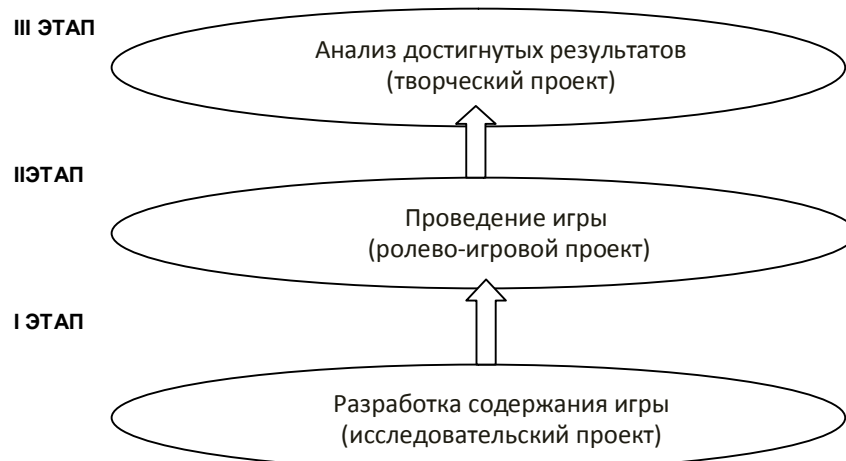 III ЭТАП
Анализ достигнутых результатов
(творческий проект)
IIЭТАП
Проведение игры
(ролево-игровой проект)
I ЭТАП
Разработка содержания игры
(исследовательский проект)